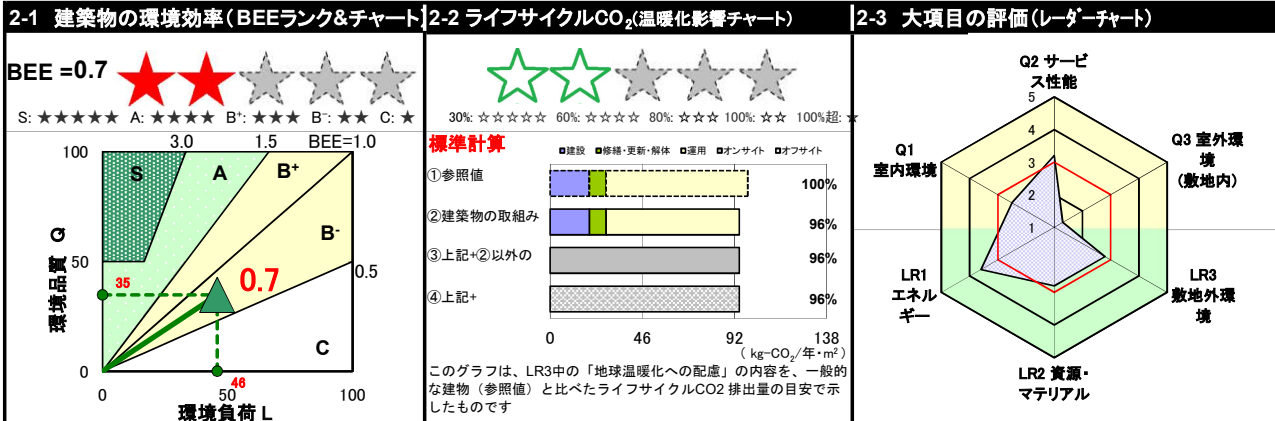 2-1 建築物の環境効率(BEEランク&チャート)
BEE =0.7
S: ★★★★★ A: ★★★★ B⁺: ★★★ B⁻: ★★ C: ★
3.0 1.5 BEE=1.0
100
S A B⁺
B⁻
50
0.5
35
0.7
C
環境品質 Q
0
46
0 50 100
環境負荷 L
2-2 ライフサイクルCO₂(温暖化影響チャート)
30%: ☆☆☆☆☆ 60%: ☆☆☆☆ 80%: ☆☆☆ 100%: ☆☆ 100%超: ☆
標準計算
■建設 ■修繕・更新・解体 ■運用 ■オンサイト ■オフサイト
①参照値 100%
②建築物の取組み 96%
③上記+②以外の 96%
④上記+ 96%
0 46 92 138
( kg-CO₂/年・m² )
このグラフは、LR3中の「地球温暖化への配慮」の内容を、一般的
な建物(参照値)と比べたライフサイクルCO2 排出量の目安で示
したものです
2-3 大項目の評価(レーダーチャート)
Q2 サービ
ス性能
5
4
3
2
1
Q1
室内環境
Q3 室外環
境
(敷地内)
LR1
エネル
ギー
LR3
敷地外環
境
LR2 資源・
マテリアル